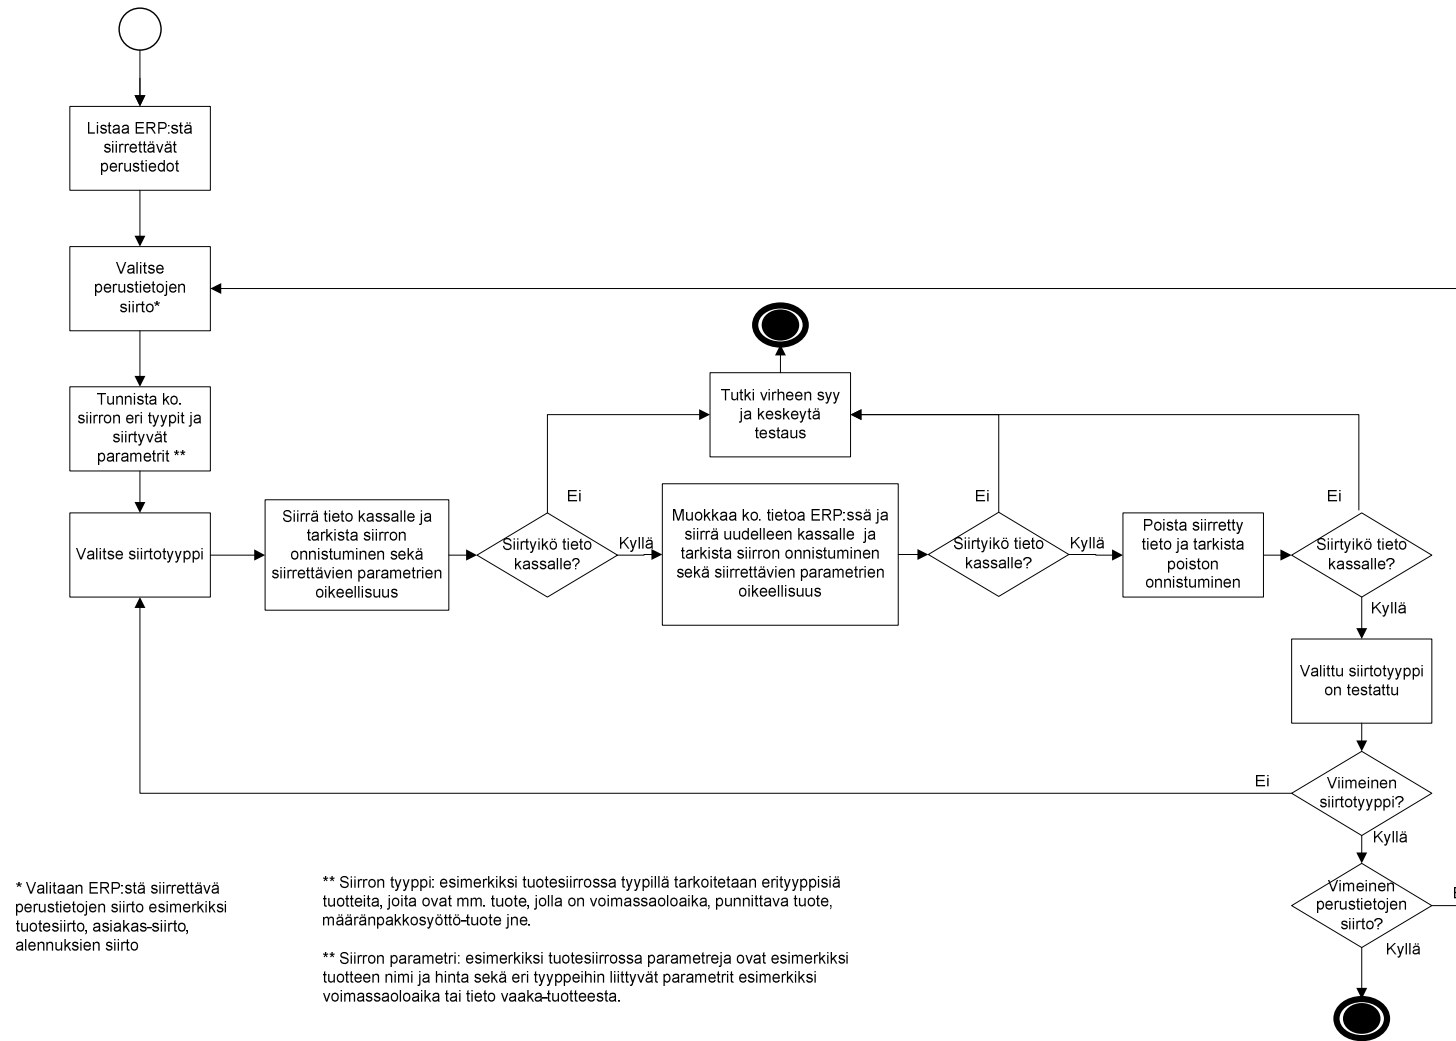 Listaa ERP:stä
siirrettävät
perustiedot
Valitse
perustietojen
siirto*
Tunnista ko.
siirron eri tyypit ja
siirtyvät
parametrit **
Tutki virheen syy
ja keskeytä
testaus
Valitse siirtotyyppi
Siirrä tieto kassalle ja
tarkista siirron
onnistuminen sekä
siirrettävien parametrien
oikeellisuus
Siirtyikö tieto
kassalle?
Ei
Kyllä
Muokkaa ko. tietoa ERP:ssä ja
siirrä uudelleen kassalle ja
tarkista siirron onnistuminen
sekä siirrettävien parametrien
oikeellisuus
Siirtyikö tieto
kassalle?
Ei
Kyllä
Poista siirretty
tieto ja tarkista
poiston
onnistuminen
Siirtyikö tieto
kassalle?
Ei
Kyllä
Valittu siirtotyyppi
on testattu
Viimeinen
siirtotyyppi?
Ei
Kyllä
Vimeinen
perustietojen
siirto?
Kyllä
* Valitaan ERP:stä siirrettävä
perustietojen siirto esimerkiksi
tuotesiirto, asiakas-siirto,
alennuksien siirto
** Siirron tyyppi: esimerkiksi tuotesiirrossa tyypillä tarkoitetaan erityyppisiä
tuotteita, joita ovat mm. tuote, jolla on voimassaoloaika, punnittava tuote,
määränpakkosyöttö-tuote jne.
** Siirron parametri: esimerkiksi tuotesiirrossa parametreja ovat esimerkiksi
tuotteen nimi ja hinta sekä eri tyyppeihin liittyvät parametrit esimerkiksi
voimassaoloaika tai tieto vaaka-tuotteesta.